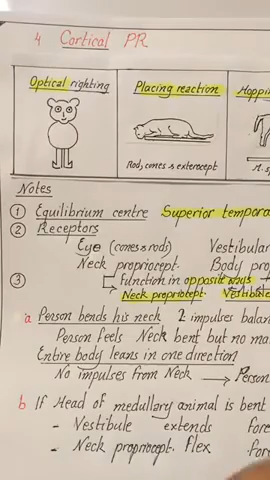 4 Cortical PR
Optical righting
Placing reaction
Hoppin
Rod, cones & exterocept
M. s
Notes
① Equilibrium centre Superior tempora
② Receptors
Eye (cones & rods) Vestibular
Neck propriocept. Body pro
③ Function in opposite
Neck propriocept. Vestibule
a Person bends his neck 2 impulses balan
Person feels Neck bent but no ma
Entire body leans in one direction
No impulses from Neck → Person
b If Head of medullary animal is bent
- Vestibule extends fore
- Neck propriocept. flex for